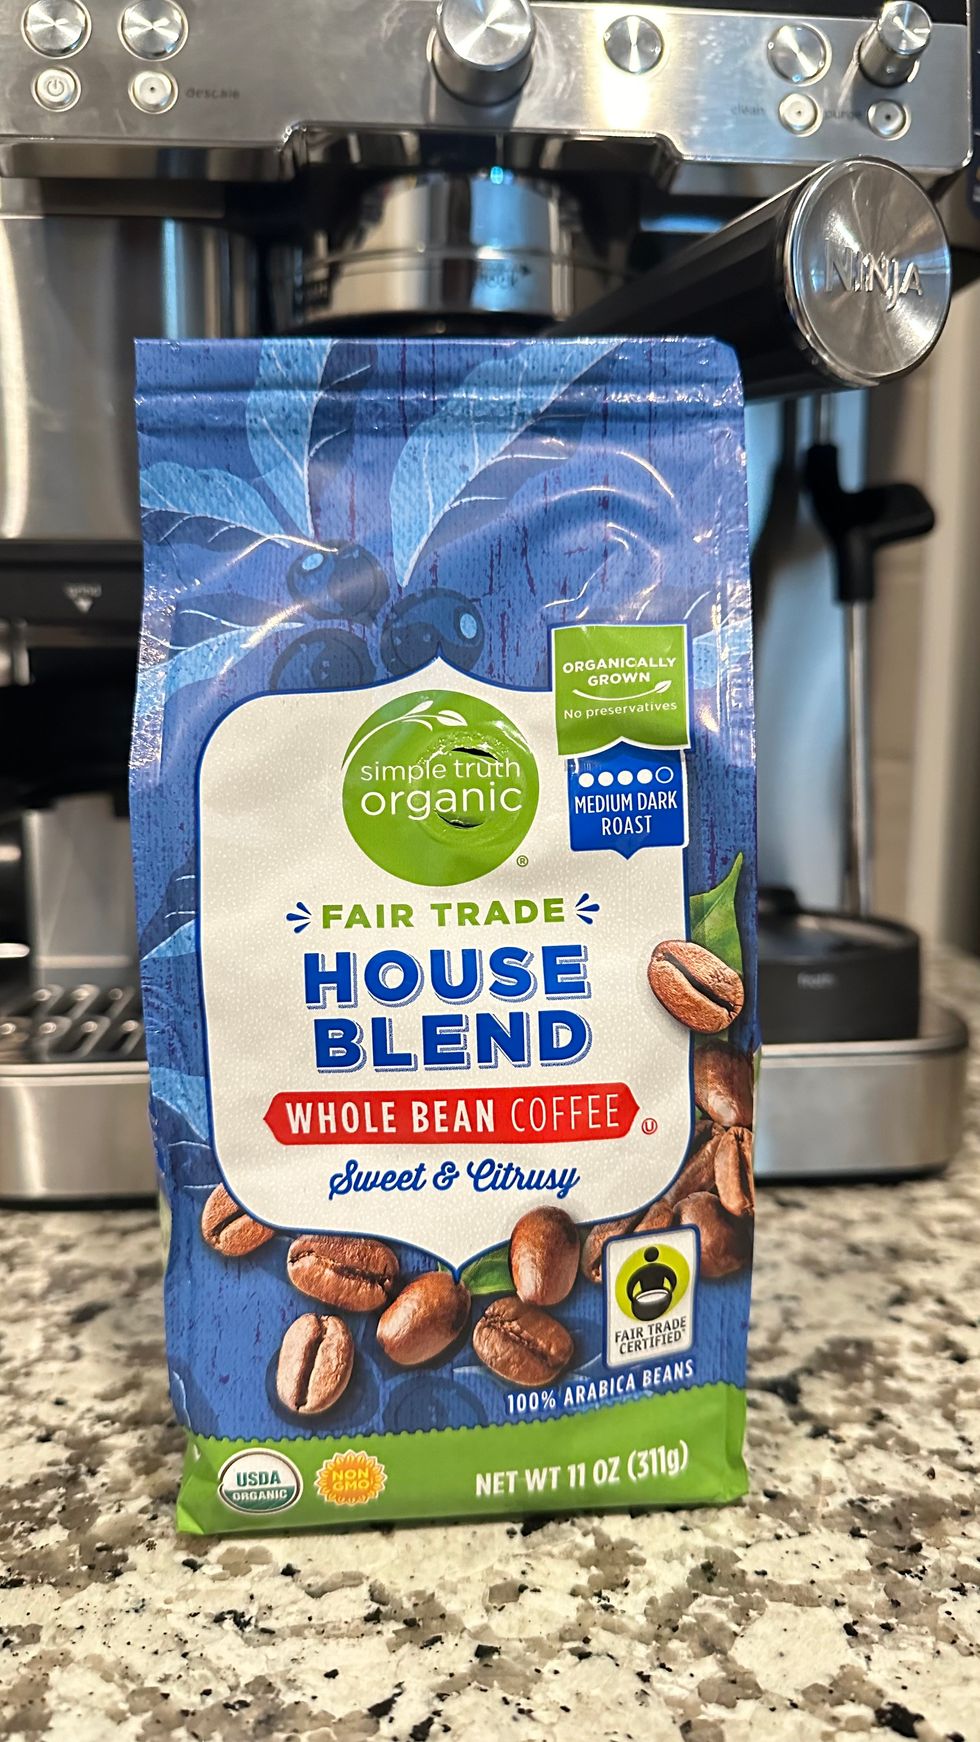 descale
clean
purge
NINJA
ORGANICALLY
GROWN
No preservatives
simple truth
organic
®
MEDIUM DARK
ROAST
FAIR TRADE
HOUSE
BLEND
WHOLE BEAN COFFEE
U
Sweet & Citrusy
FAIR TRADE
CERTIFIED
100% ARABICA BEANS
USDA
ORGANIC
NON
GMO
NET WT 11 OZ (311g)